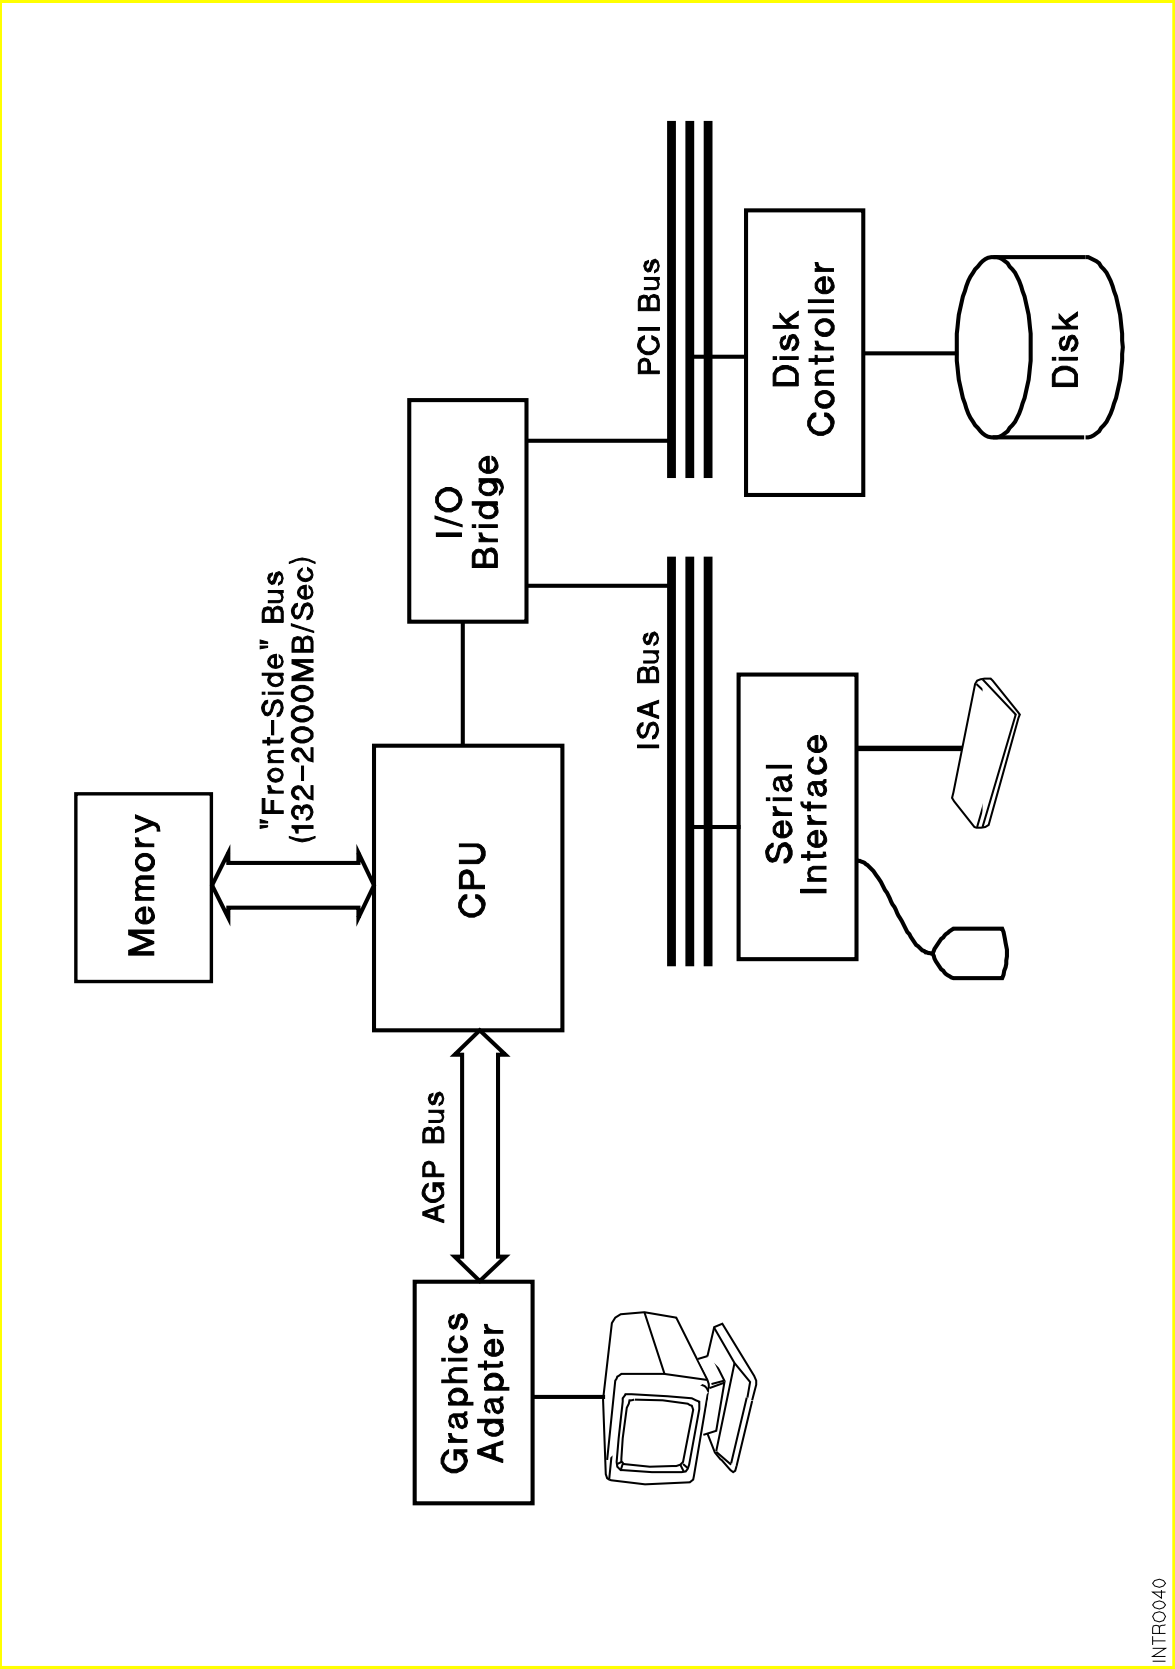 Memory
"Front-Side" Bus
(132-2000MB/Sec)
Graphics
Adapter
AGP Bus
CPU
I/O
Bridge
ISA Bus
PCI Bus
Serial
Interface
Disk
Controller
Disk
INTRO040